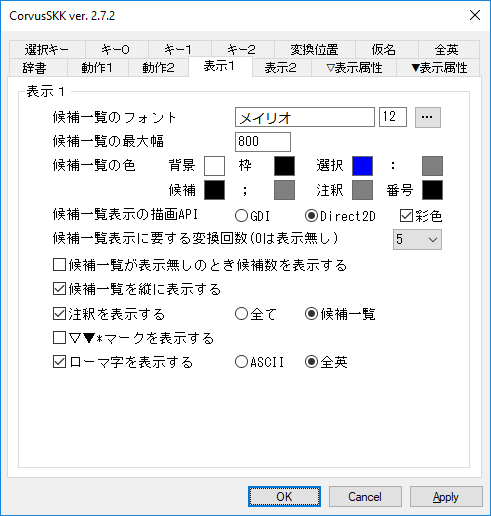 CorvusSKK ver. 2.7.2
選択キー キー0 キー1 キー2 変換位置 仮名 全英
辞書 動作1 動作2 表示1 表示2 ▽表示属性 ▼表示属性
表示1
候補一覧のフォント メイリオ 12 ...
候補一覧の最大幅 800
候補一覧の色 背景 枠 選択 :
候補 ; 注釈 番号
候補一覧表示の描画API GDI Direct2D 彩色
候補一覧表示に要する変換回数(0は表示無し) 5
候補一覧が表示無しのとき候補数を表示する
候補一覧を縦に表示する
注釈を表示する 全て 候補一覧
▽▼*マークを表示する
ローマ字を表示する ASCII 全英
OK Cancel Apply